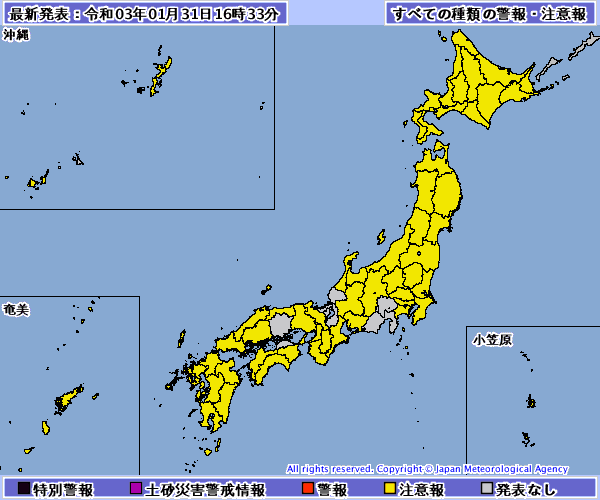 最新発表：令和03年01月31日16時33分
すべての種類の警報・注意報
沖縄
奄美
小笠原
All rights reserved. Copyright © Japan Meteorological Agency
特別警報 土砂災害警戒情報 警報 注意報 発表なし